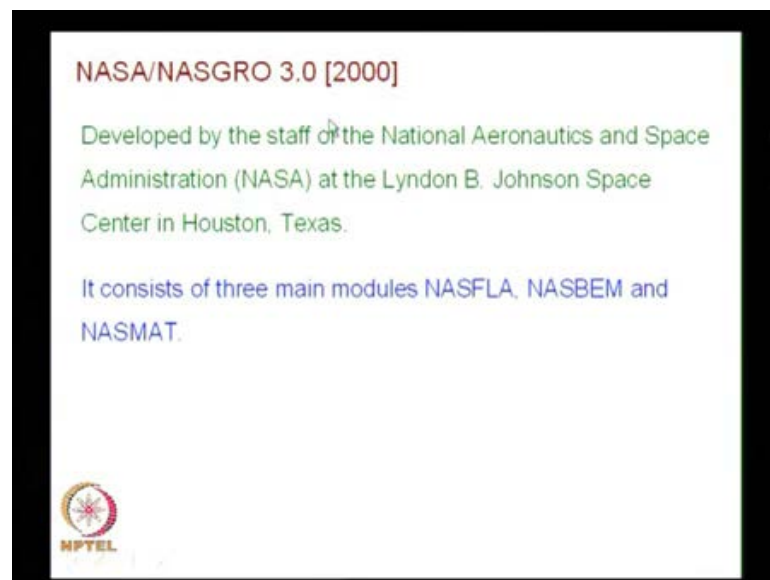 NASA/NASGRO 3.0 [2000]
Developed by the staff of the National Aeronautics and Space
Administration (NASA) at the Lyndon B. Johnson Space
Center in Houston, Texas.
It consists of three main modules NASFLA, NASBEM and
NASMAT.
NPTEL